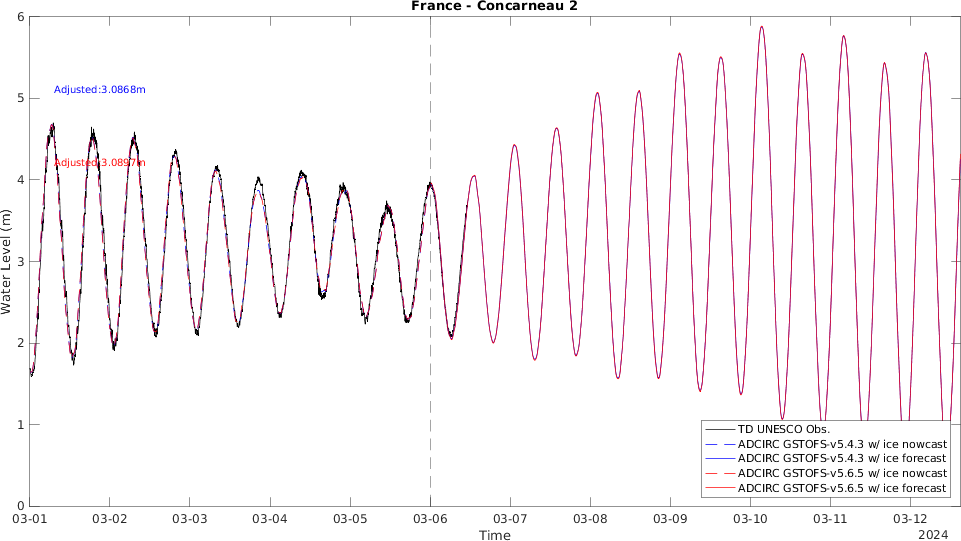 France - Concarneau 2
6
5
4
3
2
1
0
Water Level (m)
Adjusted:3.0868m
Adjusted:3.0897m
TD UNESCO Obs.
ADCIRC GSTOFS-v5.4.3 w/ ice nowcast
ADCIRC GSTOFS-v5.4.3 w/ ice forecast
ADCIRC GSTOFS-v5.6.5 w/ ice nowcast
ADCIRC GSTOFS-v5.6.5 w/ ice forecast
03-01 03-02 03-03 03-04 03-05 03-06 03-07 03-08 03-09 03-10 03-11 03-12
Time
2024